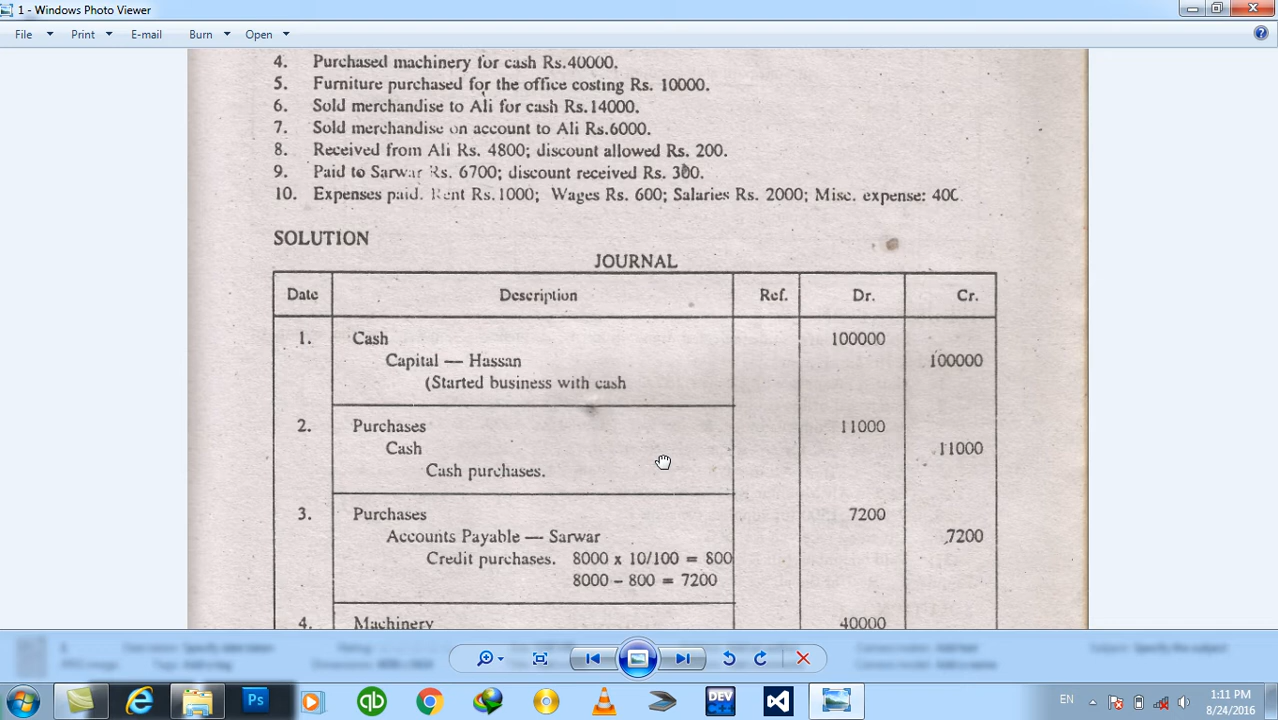 1 - Windows Photo Viewer
File Print E-mail Burn Open
4. Purchased machinery for cash Rs.40000.
5. Furniture purchased for the office costing Rs. 10000.
6. Sold merchandise to Ali for cash Rs.14000.
7. Sold merchandise on account to Ali Rs.6000.
8. Received from Ali Rs. 4800; discount allowed Rs. 200.
9. Paid to Sarwar Rs. 6700; discount received Rs. 300.
10. Expenses paid. Rent Rs.1000; Wages Rs. 600; Salaries Rs. 2000; Misc. expense: 400
SOLUTION
JOURNAL
Date Description Ref. Dr. Cr.
1. Cash 100000
Capital — Hassan 100000
(Started business with cash
2. Purchases 11000
Cash 11000
Cash purchases.
3. Purchases 7200
Accounts Payable — Sarwar 7200
Credit purchases. 8000 x 10/100 = 800
8000 – 800 = 7200
4. Machinery 40000
Ps
qb
DEV
EN
1:11 PM
8/24/2016